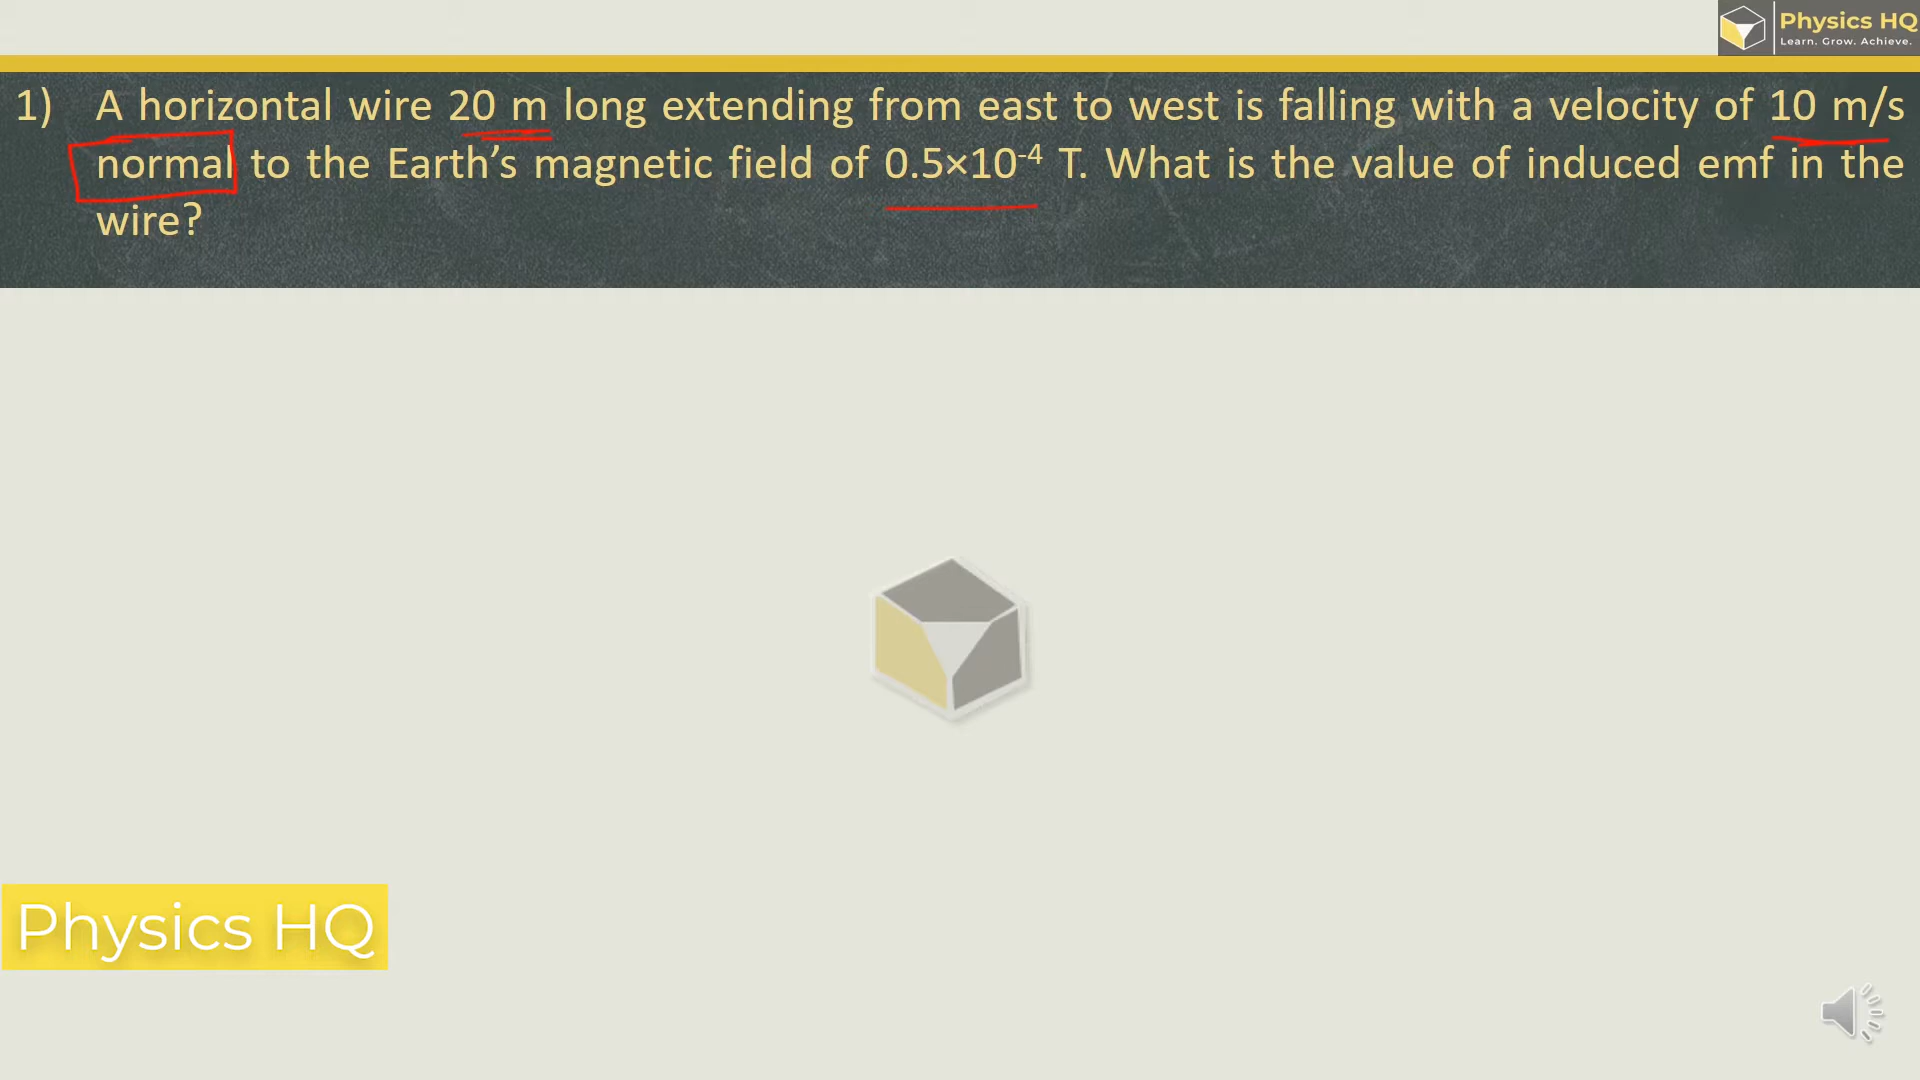 Physics HQ
Learn. Grow. Achieve.
1) A horizontal wire 20 m long extending from east to west is falling with a velocity of 10 m/s
normal to the Earth’s magnetic field of 0.5×10⁻⁴ T. What is the value of induced emf in the
wire?
Physics HQ